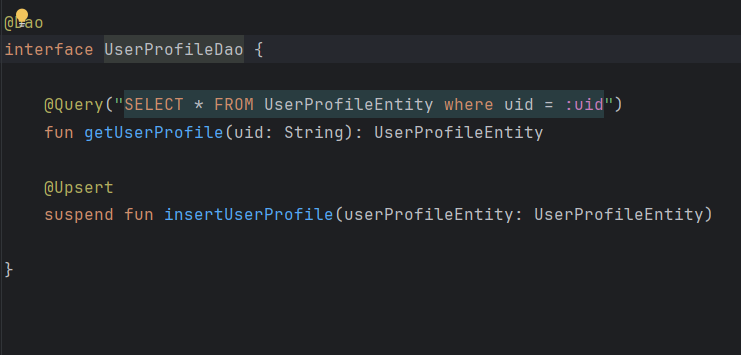 @Dao
interface UserProfileDao {
@Query("SELECT * FROM UserProfileEntity where uid = :uid")
fun getUserProfile(uid: String): UserProfileEntity
@Upsert
suspend fun insertUserProfile(userProfileEntity: UserProfileEntity)
}